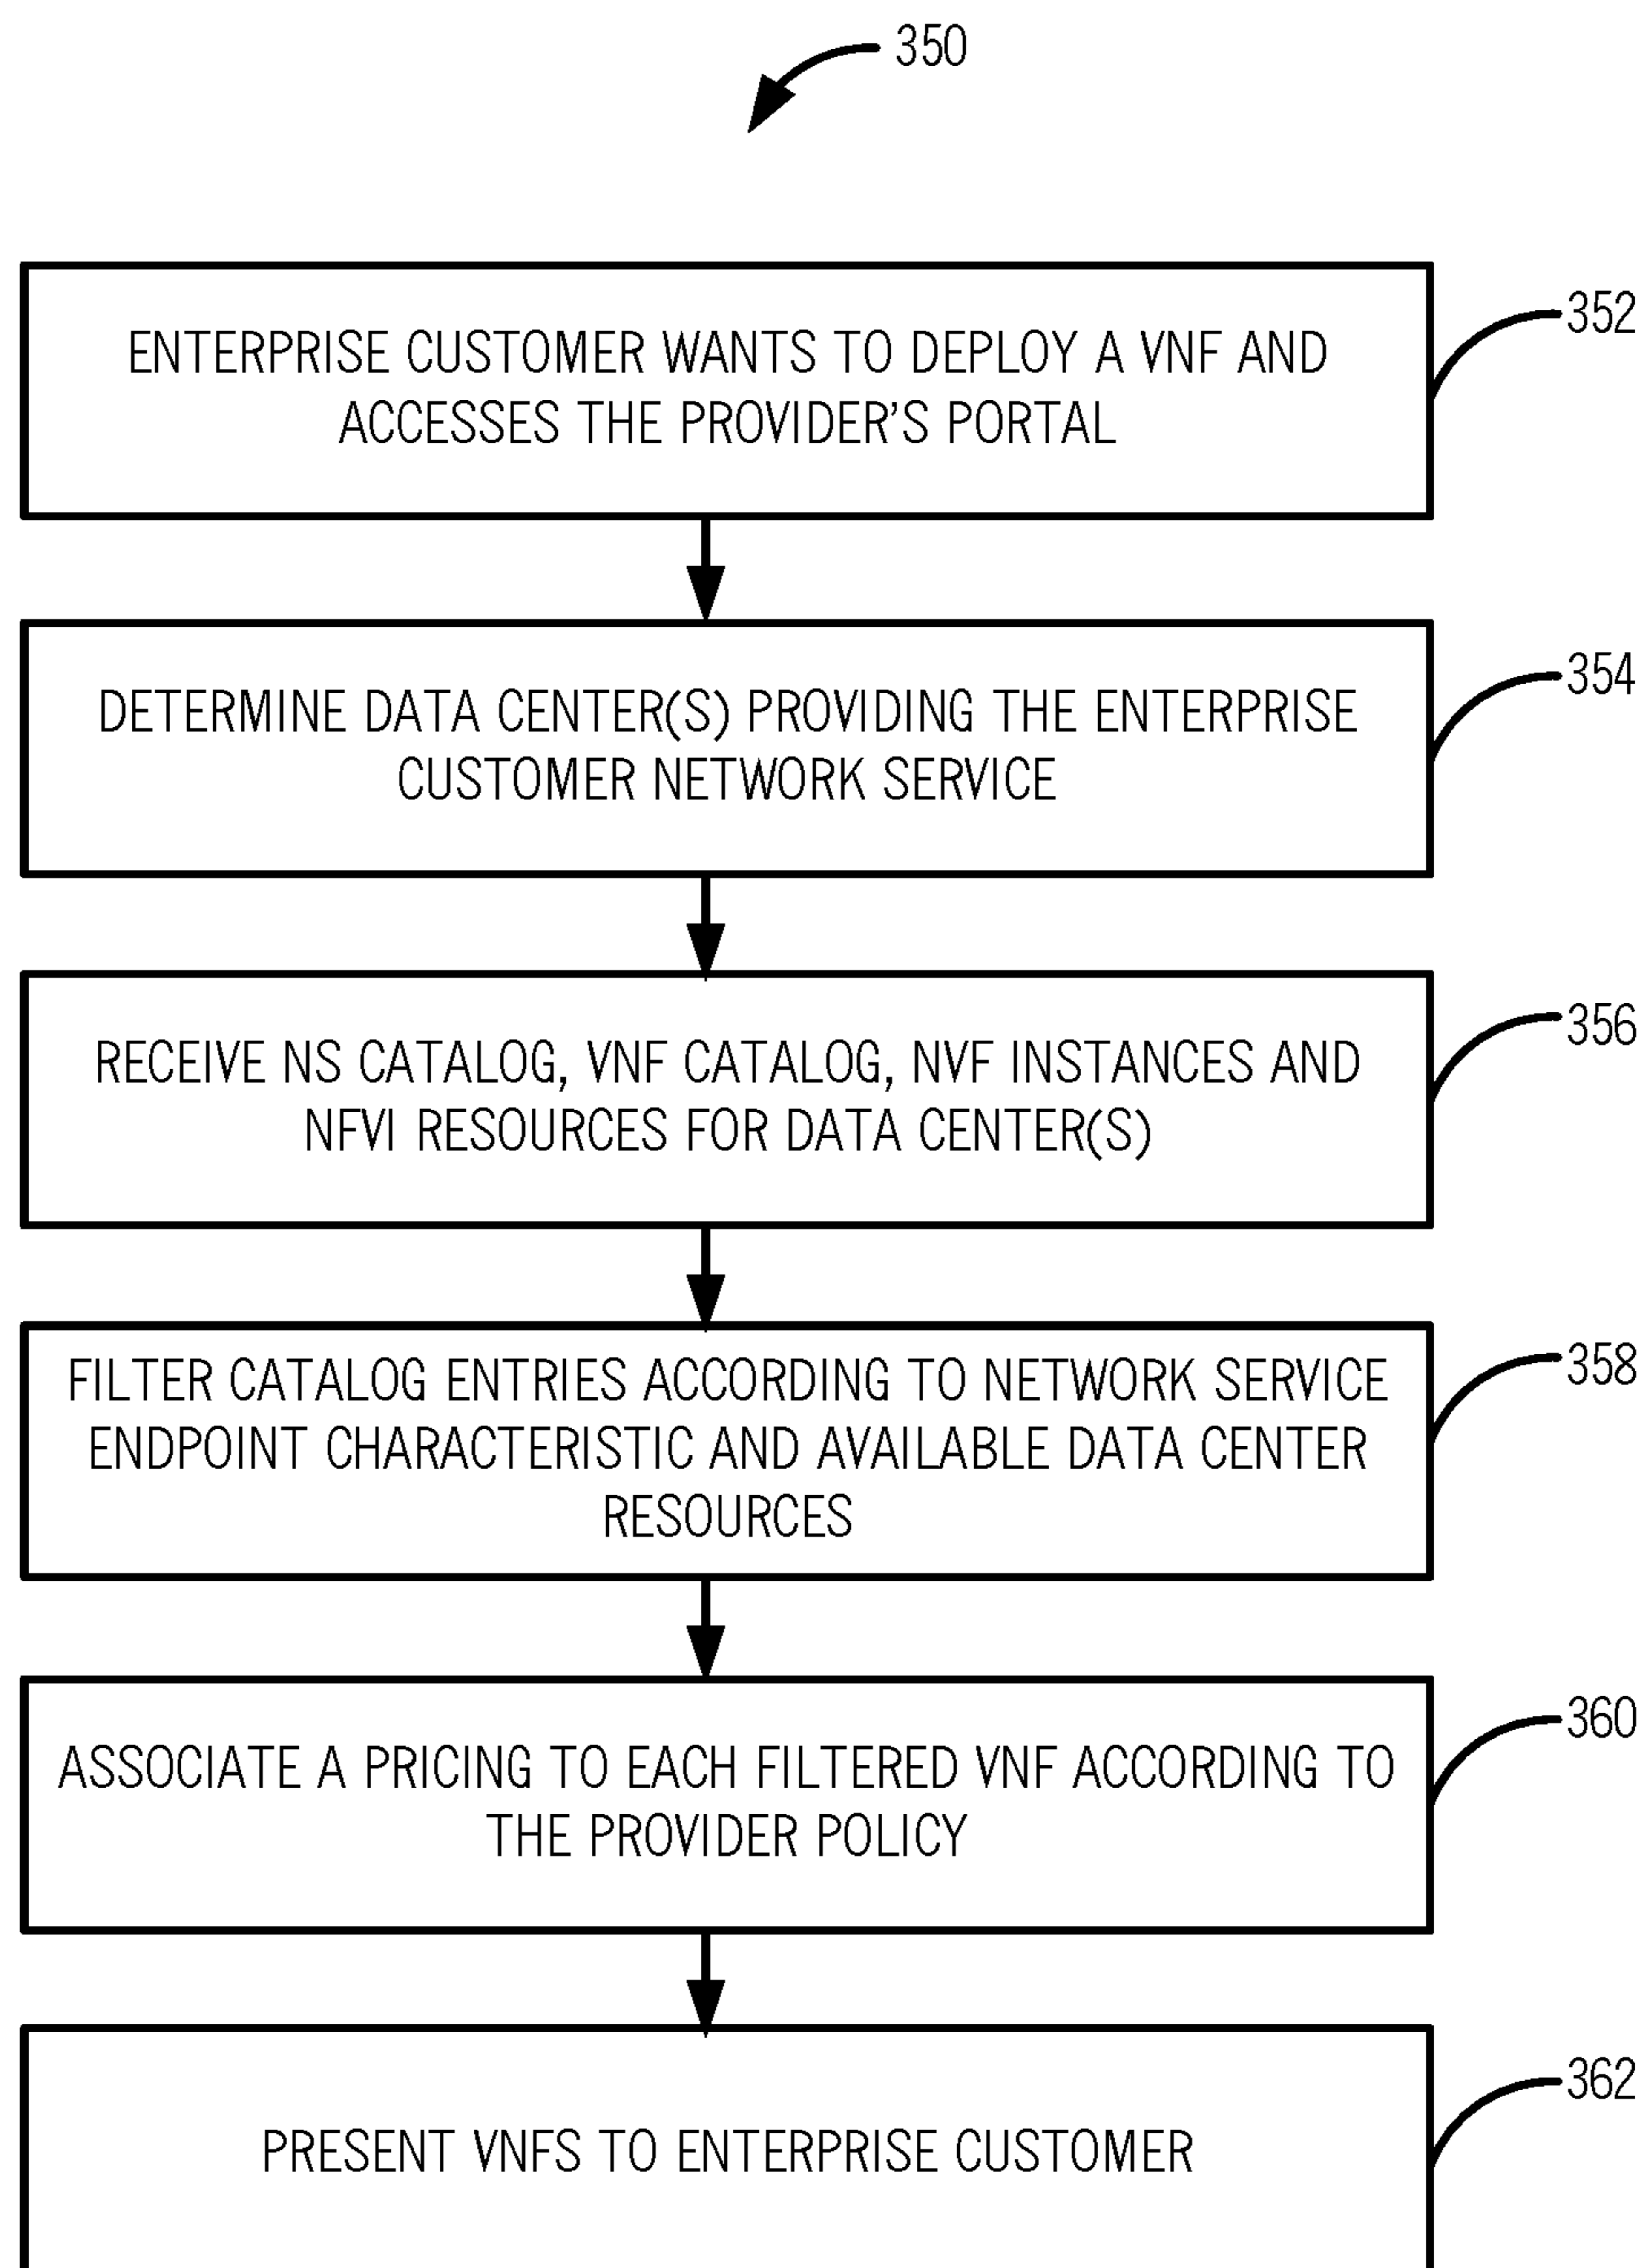 350
ENTERPRISE CUSTOMER WANTS TO DEPLOY A VNF AND
ACCESSES THE PROVIDER'S PORTAL
352
DETERMINE DATA CENTER(S) PROVIDING THE ENTERPRISE
CUSTOMER NETWORK SERVICE
354
RECEIVE NS CATALOG, VNF CATALOG, NVF INSTANCES AND
NFVI RESOURCES FOR DATA CENTER(S)
356
FILTER CATALOG ENTRIES ACCORDING TO NETWORK SERVICE
ENDPOINT CHARACTERISTIC AND AVAILABLE DATA CENTER
RESOURCES
358
ASSOCIATE A PRICING TO EACH FILTERED VNF ACCORDING TO
THE PROVIDER POLICY
360
PRESENT VNFS TO ENTERPRISE CUSTOMER
362